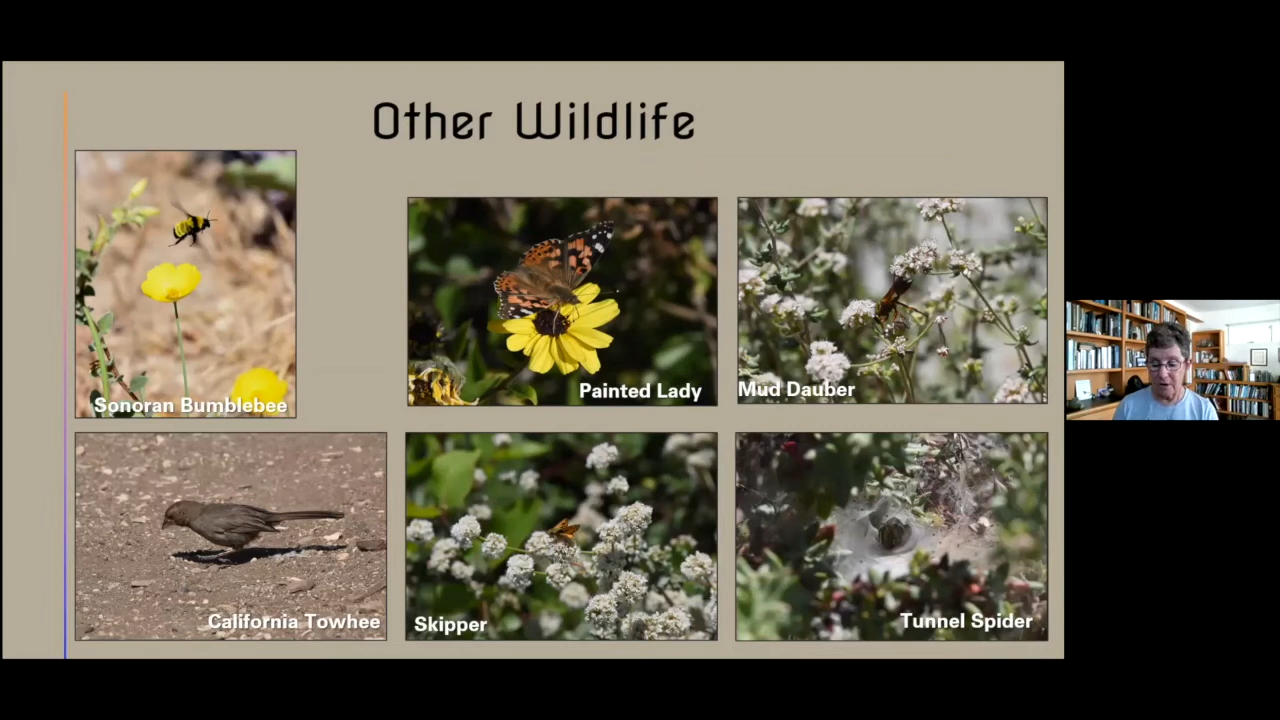 Other Wildlife
Sonoran Bumblebee
Painted Lady
Mud Dauber
California Towhee
Skipper
Tunnel Spider